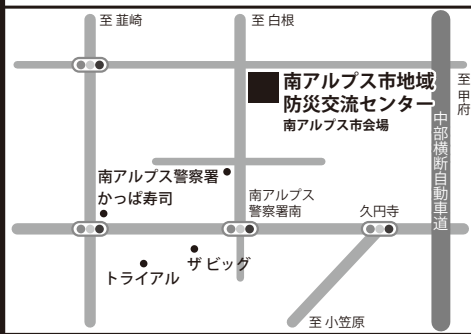 至 韮崎
至 白根
南アルプス市地域
防災交流センター
南アルプス市会場
至 甲府
中部横断自動車道
南アルプス警察署
かっぱ寿司
南アルプス
警察署南
久円寺
ザ ビッグ
トライアル
至 小笠原